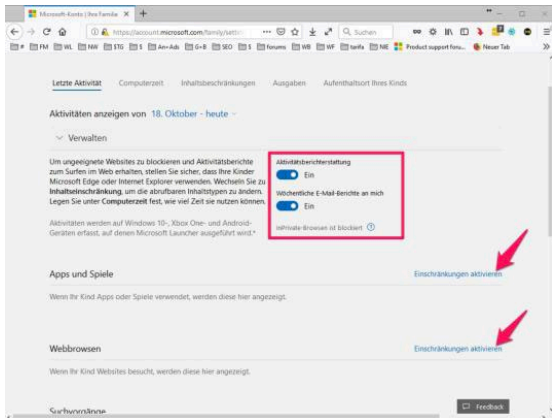 Microsoft-Konto | Ihre Familie
https://account.microsoft.com/family/settin
Suchen
FM WL NW STG S An+Ads G+B SEO S forums WB WF tarifa NIE Product support foru... Neuer Tab
Letzte Aktivität Computerzeit Inhaltsbeschränkungen Ausgaben Aufenthaltsort Ihres Kinds
Aktivitäten anzeigen von 18. Oktober - heute
Verwalten
Um ungeeignete Websites zu blockieren und Aktivitätsberichte
zum Surfen im Web erhalten, stellen Sie sicher, dass Ihre Kinder
Microsoft Edge oder Internet Explorer verwenden. Wechseln Sie zu
Inhaltseinschränkung, um die abrufbaren Inhaltstypen zu ändern.
Legen Sie unter Computerzeit fest, wie viel Zeit sie nutzen können.
Aktivitäten werden auf Windows 10-, Xbox One- und Android-
Geräten erfasst, auf denen Microsoft Launcher ausgeführt wird.*
Aktivitätsberichterstattung
Ein
Wöchentliche E-Mail-Berichte an mich
Ein
InPrivate-Browsen ist blockiert
Apps und Spiele Einschränkungen aktivieren
Wenn Ihr Kind Apps oder Spiele verwendet, werden diese hier angezeigt.
Webbrowsen Einschränkungen aktivieren
Wenn Ihr Kind Websites besucht, werden diese hier angezeigt.
Suchvorgänge
Feedback